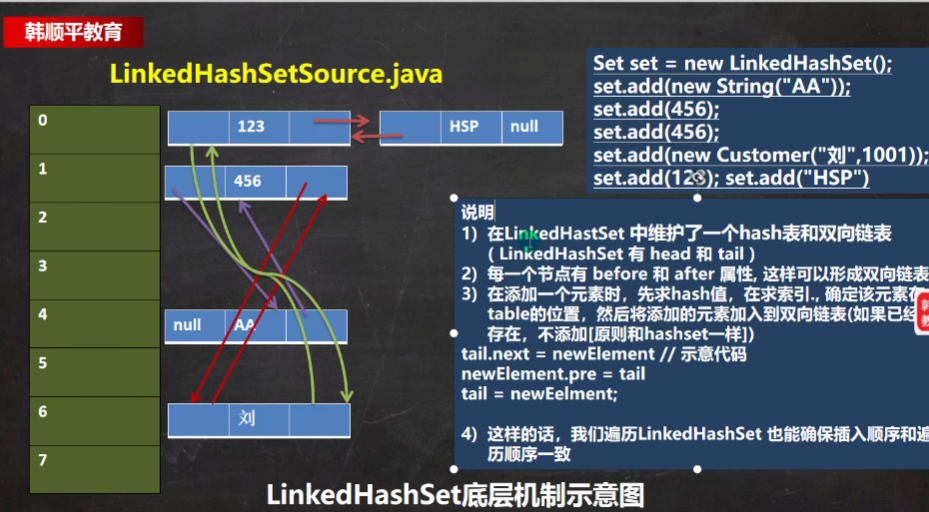 韩顺平教育
LinkedHashSetSource.java
0
123
HSP
null
1
456
2
3
4
null
AA
5
6
刘
7
Set set = new LinkedHashSet();
set.add(new String("AA"));
set.add(456);
set.add(456);
set.add(new Customer("刘",1001));
set.add(123); set.add("HSP")
说明
1) 在LinkedHastSet 中维护了一个hash表和双向链表
( LinkedHashSet 有 head 和 tail )
2) 每一个节点有 before 和 after 属性, 这样可以形成双向链表
3) 在添加一个元素时，先求hash值，在求索引., 确定该元素在
table的位置，然后将添加的元素加入到双向链表(如果已经
存在，不添加[原则和hashset一样])
tail.next = newElement // 示意代码
newElement.pre = tail
tail = newEelment;
4) 这样的话，我们遍历LinkedHashSet 也能确保插入顺序和遍
历顺序一致
LinkedHashSet底层机制示意图